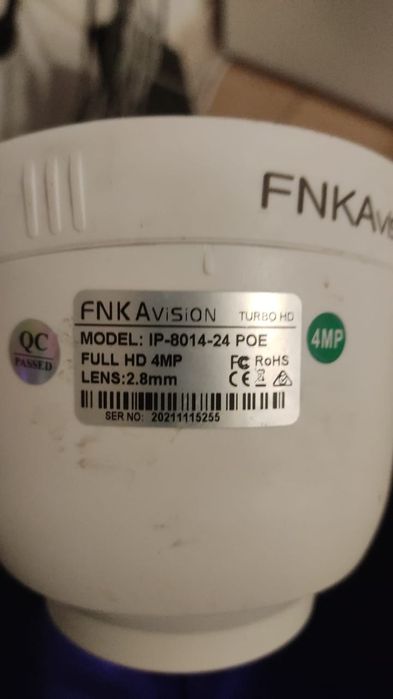 FNKAVi
FNKAViSiON TURBO HD
QC
PASSED
MODEL: IP-8014-24 POE
4MP
FULL HD 4MP
FC RoHS
LENS:2.8mm
CE
SER NO: 20211115255